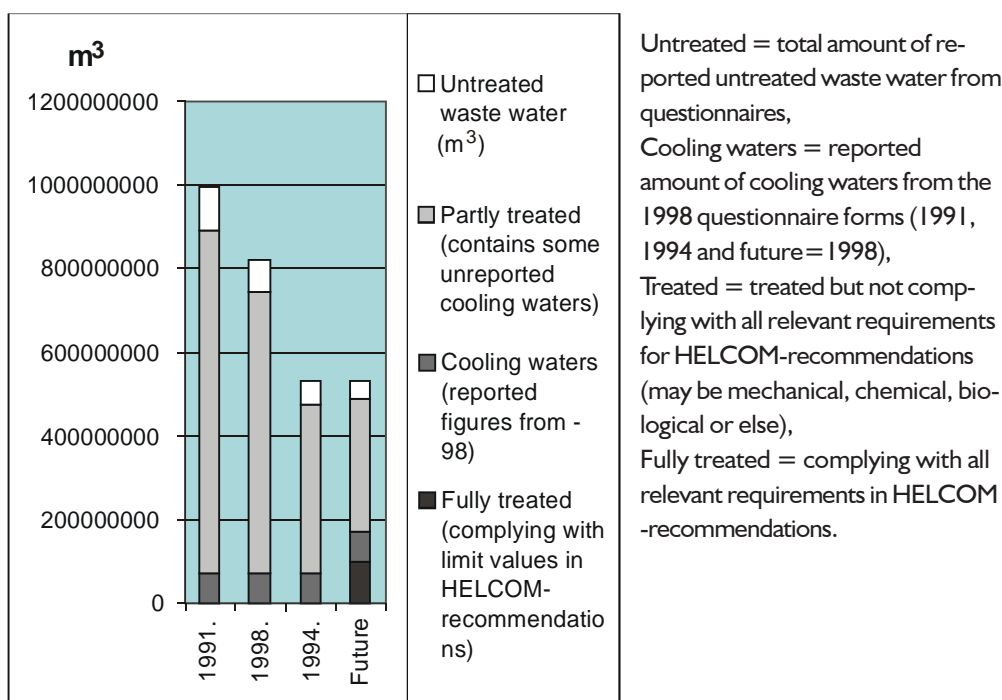 m³
1200000000
1000000000
800000000
600000000
400000000
200000000
0
1991.
1998.
1994.
Future
Untreated
waste water
(m³)
Partly treated
(contains some
unreported
cooling waters)
Cooling waters
(reported
figures from -
98)
Fully treated
(complying with
limit values in
HELCOM-
recommendatio
ns)
Untreated = total amount of re-
ported untreated waste water from
questionnaires,
Cooling waters = reported
amount of cooling waters from the
1998 questionnaire forms (1991,
1994 and future = 1998),
Treated = treated but not comp-
lying with all relevant requirements
for HELCOM-recommendations
(may be mechanical, chemical, bio-
logical or else),
Fully treated = complying with all
relevant requirements in HELCOM
-recommendations.